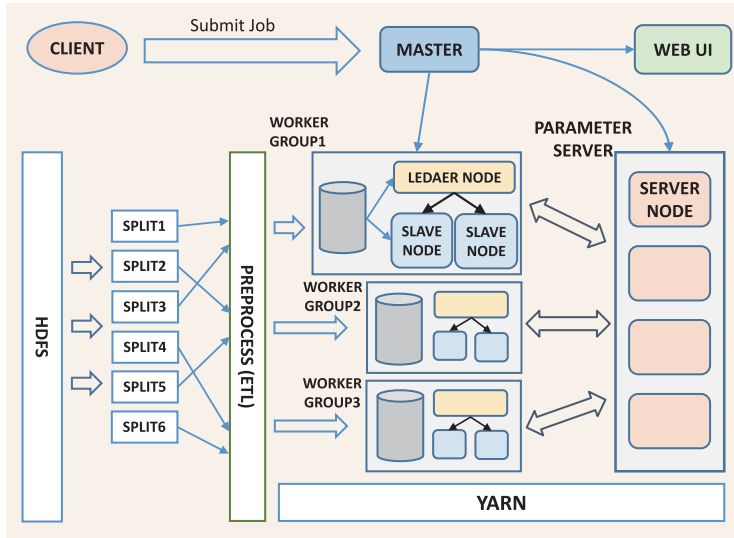 CLIENT
Submit Job
MASTER
WEB UI
WORKER
GROUP1
PARAMETER
SERVER
HDFS
SPLIT1
SPLIT2
SPLIT3
SPLIT4
SPLIT5
SPLIT6
PREPROCESS (ETL)
LEDAER NODE
SLAVE
NODE
SLAVE
NODE
SERVER
NODE
WORKER
GROUP2
WORKER
GROUP3
YARN